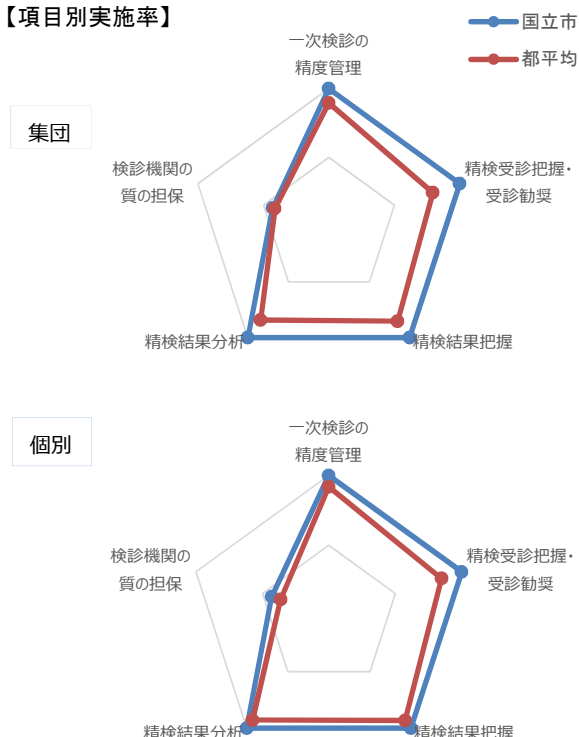 【項目別実施率】
国立市
都平均
集団
一次検診の
精度管理
精検受診把握・
受診勧奨
精検結果把握
精検結果分析
検診機関の
質の担保
個別
一次検診の
精度管理
精検受診把握・
受診勧奨
精検結果把握
精検結果分析
検診機関の
質の担保